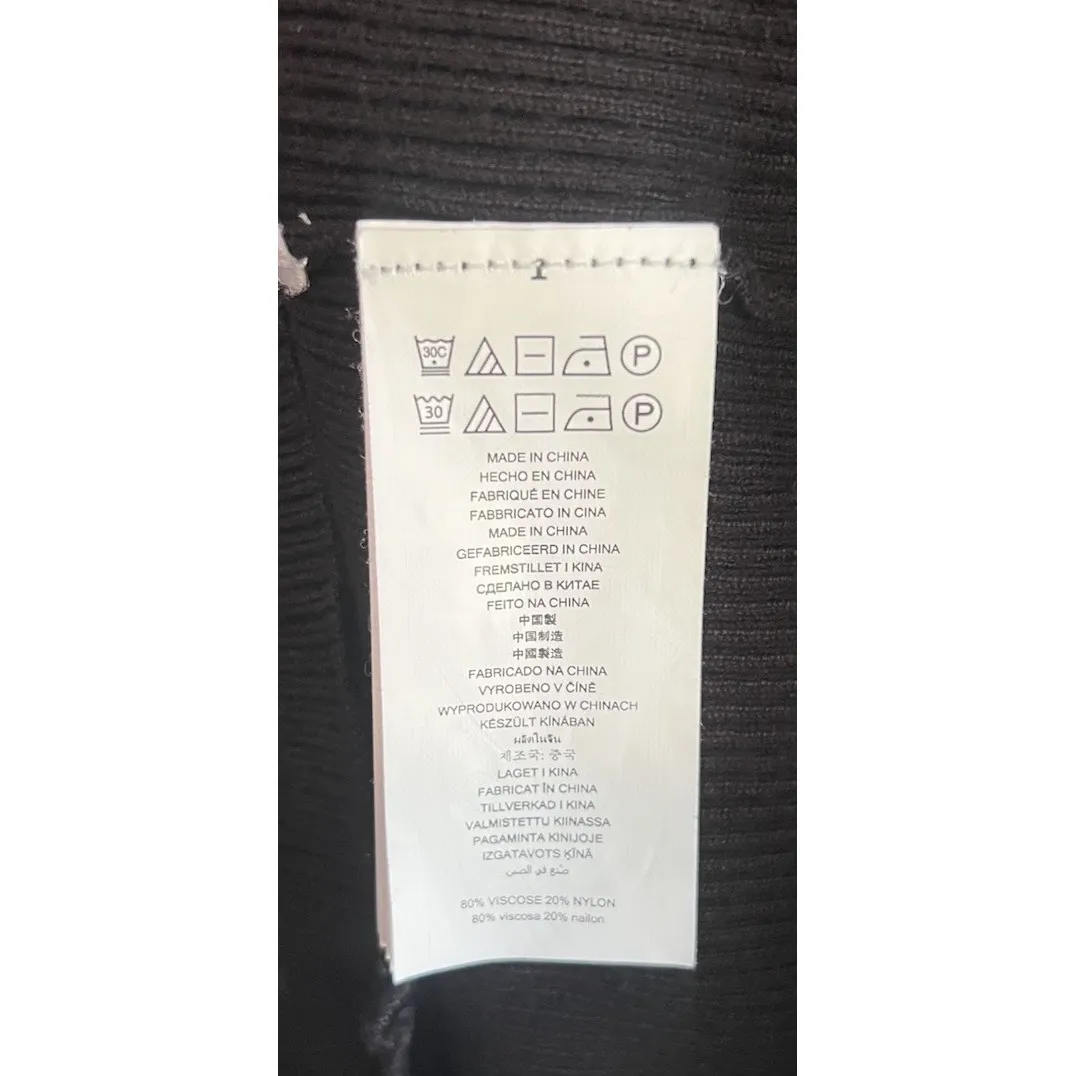 30C
P
30
P
MADE IN CHINA
HECHO EN CHINA
FABRIQUÉ EN CHINE
FABBRICATO IN CINA
MADE IN CHINA
GEFABRICEERD IN CHINA
FREMSTILLET I KINA
СДЕЛАНО В КИТАЕ
FEITO NA CHINA
中国製
中国制造
中國製造
FABRICADO NA CHINA
VYROBENO V ČÍNĚ
WYPRODUKOWANO W CHINACH
KÉSZÜLT KÍNÁBAN
ผลิตในจีน
제조국: 중국
LAGET I KINA
FABRICAT ÎN CHINA
TILLVERKAD I KINA
VALMISTETTU KIINASSA
PAGAMINTA KINIJOJE
IZGATAVOTS ĶĪNĀ
صُنع في الصين
80% VISCOSE 20% NYLON
80% viscosa 20% nailon